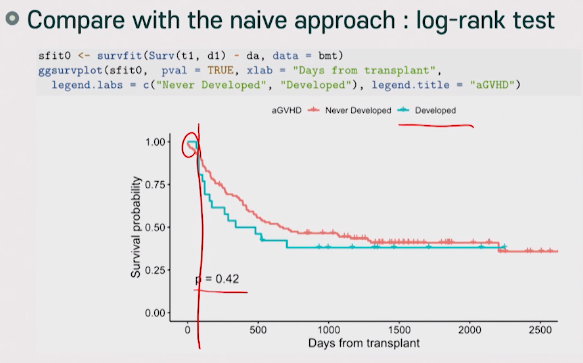 Compare with the naive approach : log-rank test
sfit0 <- survfit(Surv(t1, d1) - da, data = bmt)
ggsurvplot(sfit0, pval = TRUE, xlab = "Days from transplant",
legend.labs = c("Never Developed", "Developed"), legend.title = "aGVHD")
aGVHD Never Developed Developed
Survival probability
1.00
0.75
0.50
0.25
0.00
p = 0.42
0 500 1000 1500 2000 2500
Days from transplant